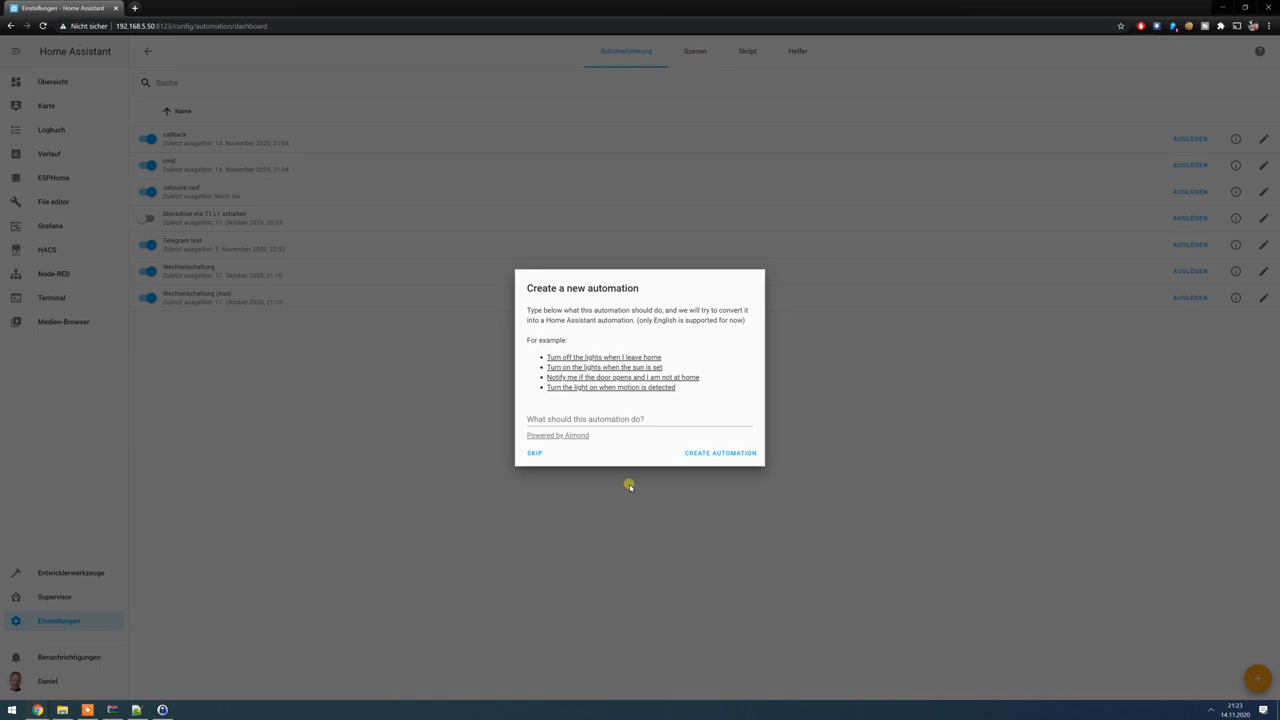 Einstellungen – Home Assistant
Nicht sicher
192.168.5.50:8123/config/automation/dashboard
Home Assistant
Automatisierung
Szenen
Skript
Helfer
Suche
Name
Übersicht
Karte
Logbuch
Verlauf
ESPHome
File editor
Grafana
HACS
Node-RED
Terminal
Medien-Browser
callback
Zuletzt ausgelöst: 14. November 2020, 21:04
AUSLÖSEN
cmd
Zuletzt ausgelöst: 14. November 2020, 21:04
AUSLÖSEN
Jalousie rauf
Zuletzt ausgelöst: Noch nie
AUSLÖSEN
Steckdose mit T1 L1 schalten
Zuletzt ausgelöst: 17. Oktober 2020, 20:35
AUSLÖSEN
Telegram test
Zuletzt ausgelöst: 5. November 2020, 22:52
AUSLÖSEN
Wechselschaltung
Zuletzt ausgelöst: 17. Oktober 2020, 21:10
AUSLÖSEN
Wechselschaltung (Aus)
Zuletzt ausgelöst: 17. Oktober 2020, 21:10
AUSLÖSEN
Create a new automation
Type below what this automation should do, and we will try to convert it
into a Home Assistant automation. (only English is supported for now)
For example:
Turn off the lights when I leave home
Turn on the lights when the sun is set
Notify me if the door opens and I am not at home
Turn the light on when motion is detected
What should this automation do?
Powered by Almond
SKIP
CREATE AUTOMATION
Entwicklerwerkzeuge
Supervisor
Einstellungen
Benachrichtigungen
Daniel
21:23
14.11.2020